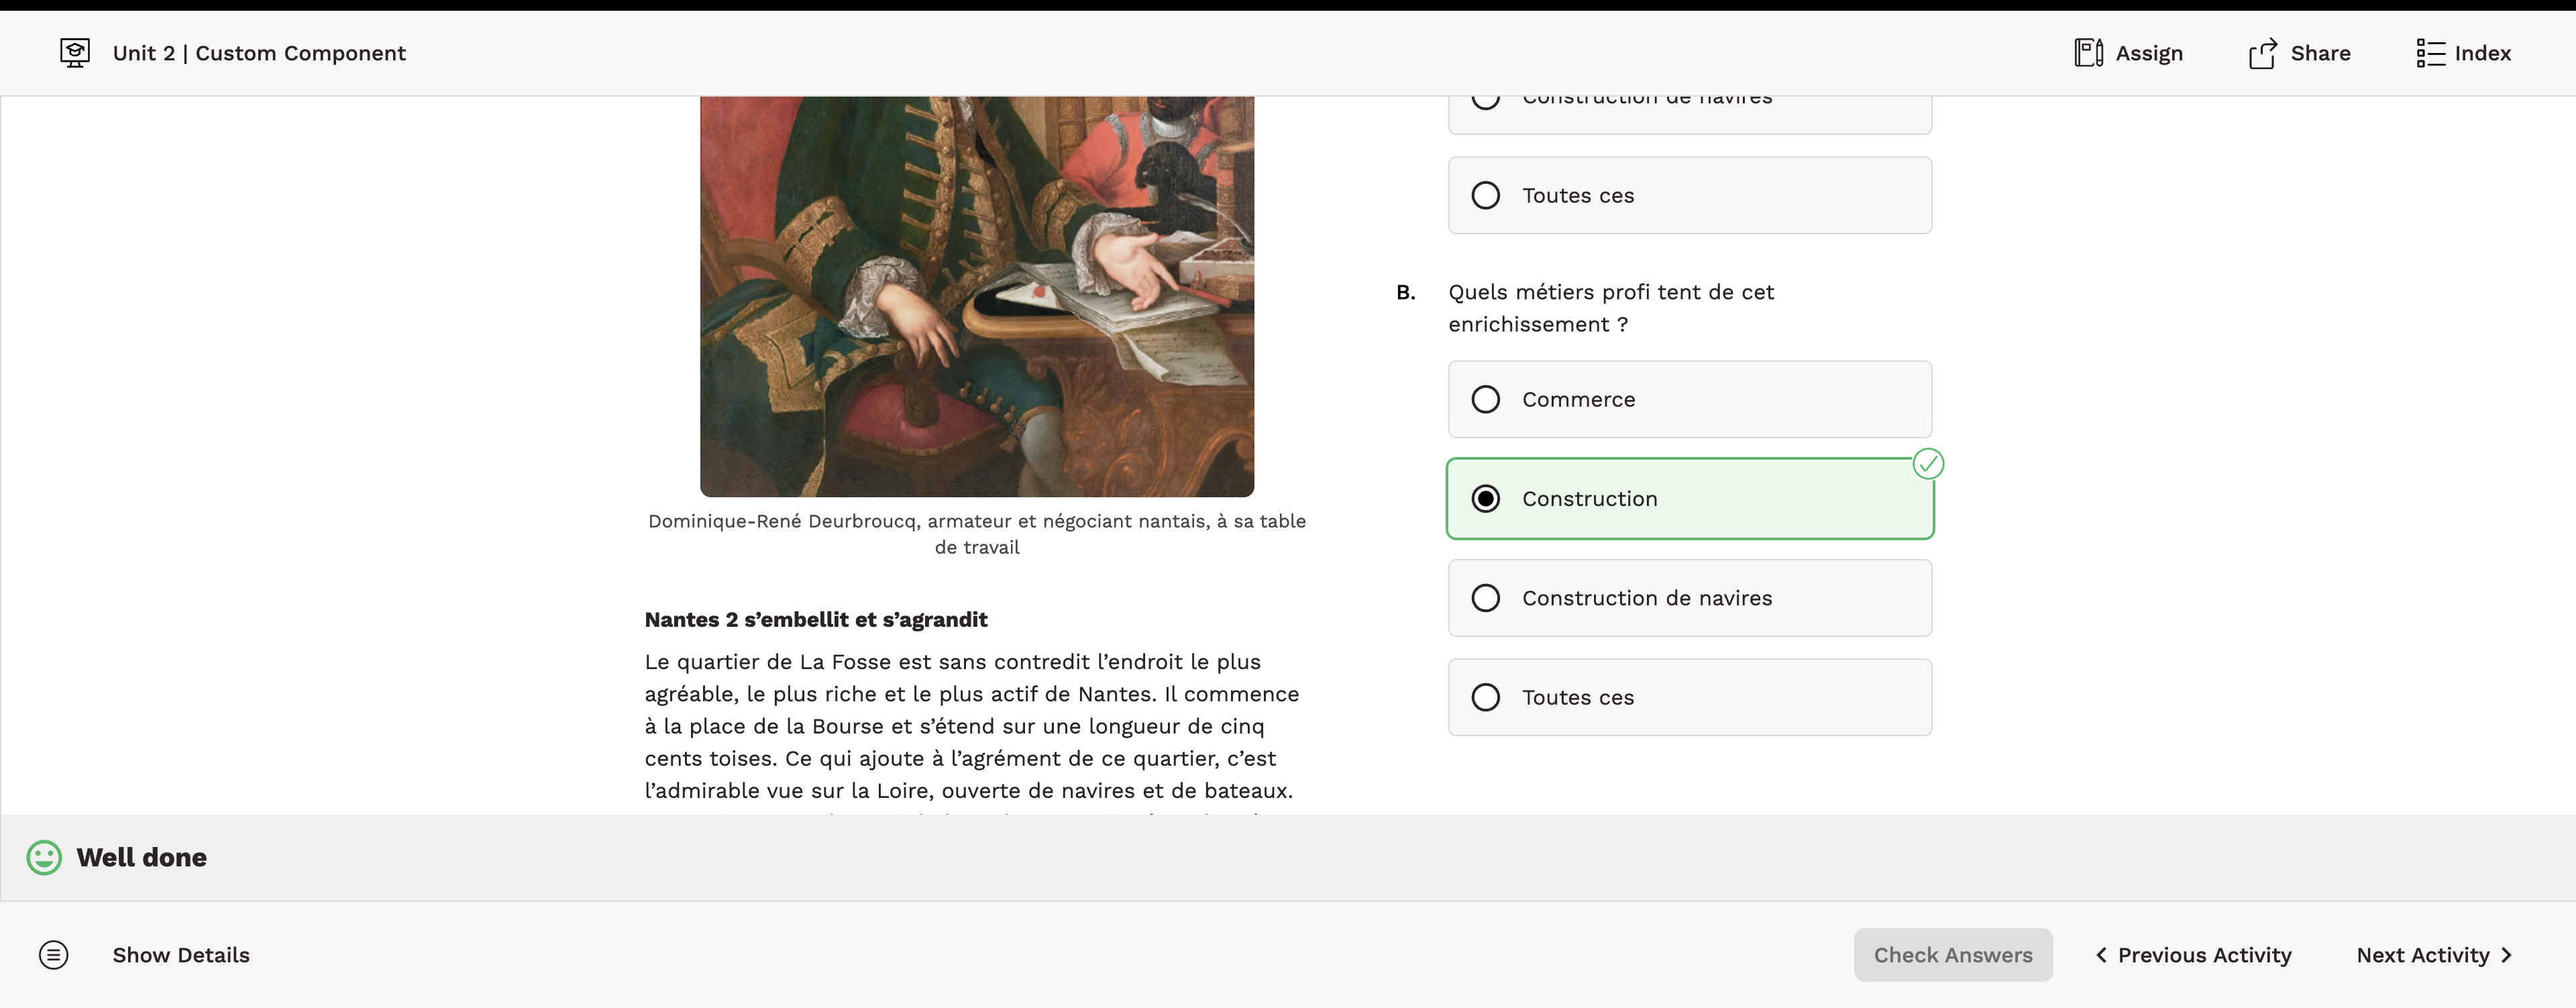 Unit 2 | Custom Component
Assign
Share
Index
Dominique-René Deurbroucq, armateur et négociant nantais, à sa table
de travail
Nantes 2 s’embellit et s’agrandit
Le quartier de La Fosse est sans contredit l’endroit le plus
agréable, le plus riche et le plus actif de Nantes. Il commence
à la place de la Bourse et s’étend sur une longueur de cinq
cents toises. Ce qui ajoute à l’agrément de ce quartier, c’est
l’admirable vue sur la Loire, ouverte de navires et de bateaux.
Construction de navires
Toutes ces
B. Quels métiers profi tent de cet
enrichissement ?
Commerce
Construction
Construction de navires
Toutes ces
Well done
Show Details
Check Answers
Previous Activity
Next Activity